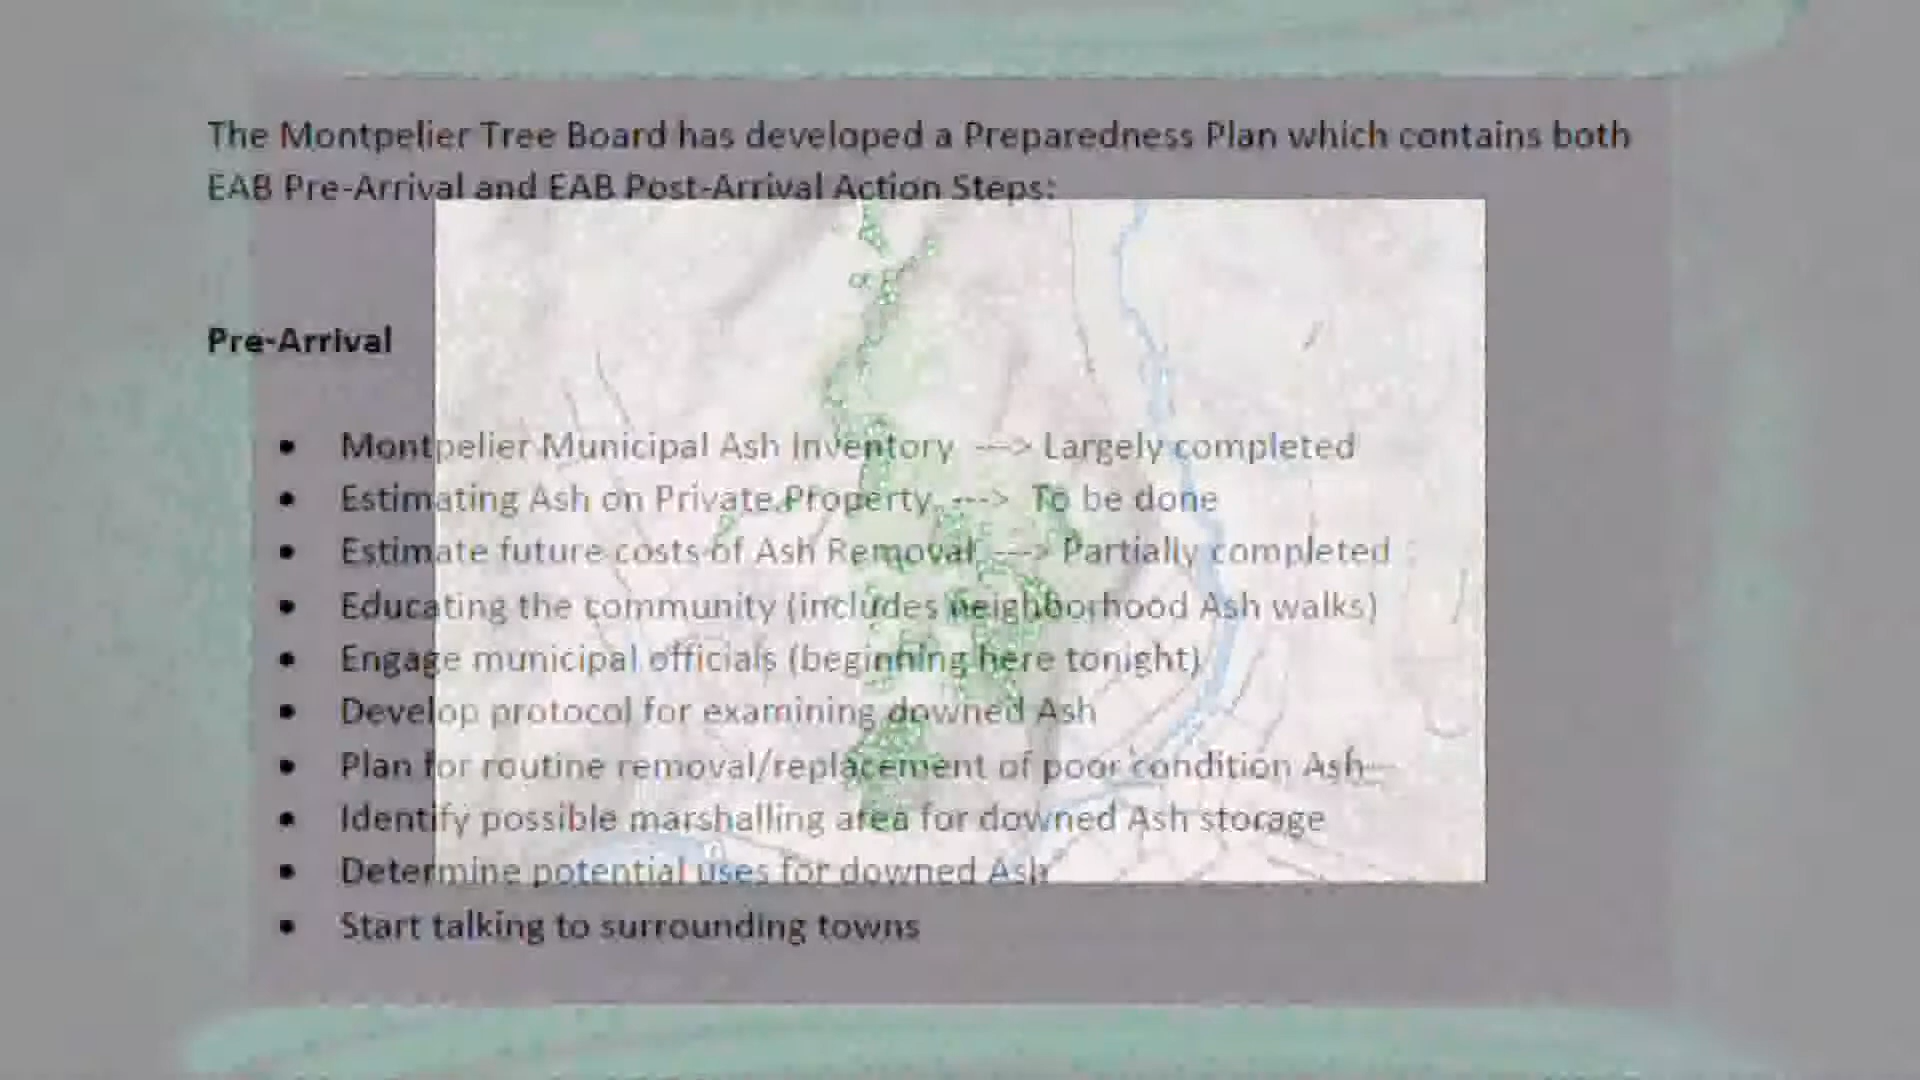 The Montpelier Tree Board has developed a Preparedness Plan which contains both
EAB Pre-Arrival and EAB Post-Arrival Action Steps:
Pre-Arrival
• Montpelier Municipal Ash Inventory ---> Largely completed
• Estimating Ash on Private Property ---> To be done
• Estimate future costs of Ash Removal ---> Partially completed
• Educating the community (includes neighborhood Ash walks)
• Engage municipal officials (beginning here tonight)
• Develop protocol for examining downed Ash
• Plan for routine removal/replacement of poor condition Ash
• Identify possible marshalling area for downed Ash storage
• Determine potential uses for downed Ash
• Start talking to surrounding towns